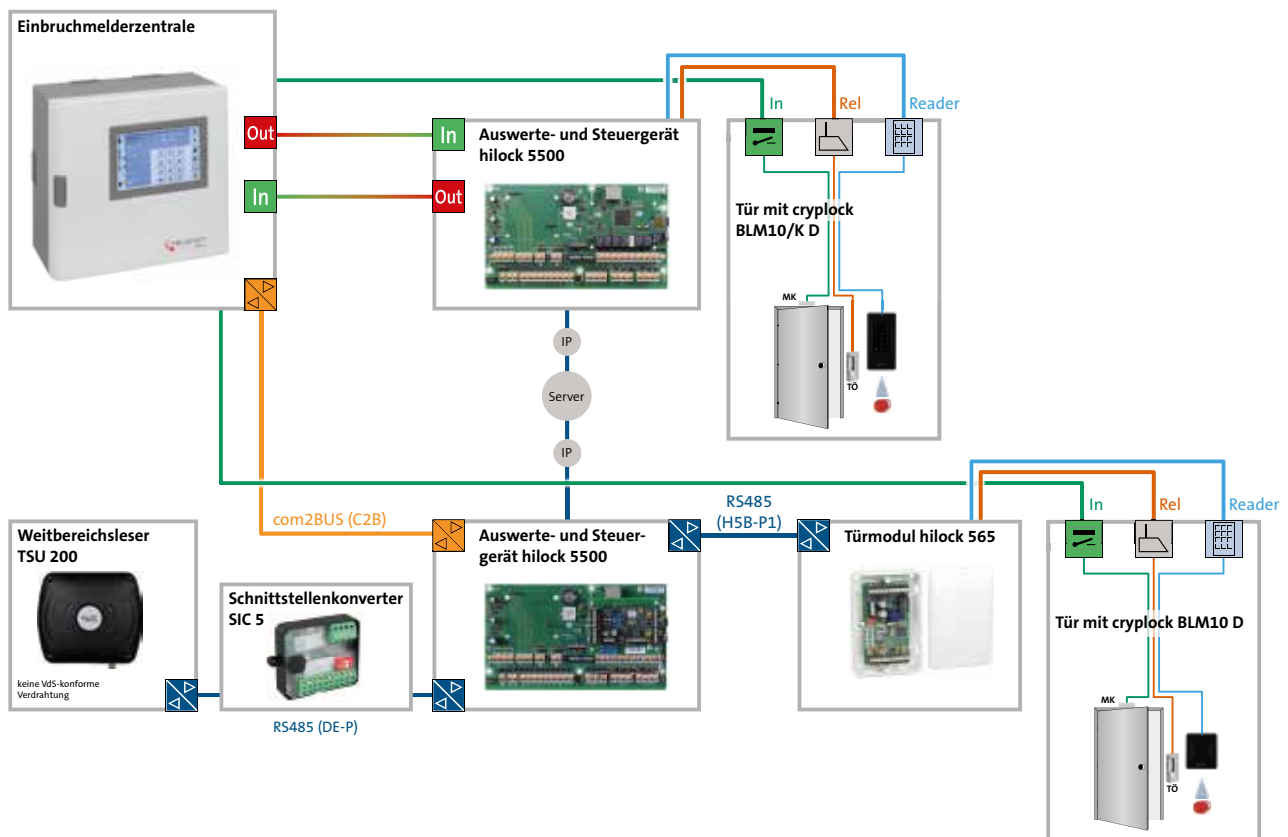 Einbruchmelderzentrale
Out
In
In
Out
Auswerte- und Steuergerät
hilock 5500
In
Rel
Reader
Tür mit cryplock
BLM10/K D
MK
TÖ
IP
Server
IP
com2BUS (C2B)
RS485
(H5B-P1)
In
Rel
Reader
Weitbereichsleser
TSU 200
keine VdS-konforme
Verdrahtung
Schnittstellenkonverter
SIC 5
RS485 (DE-P)
Auswerte- und Steuer-
gerät hilock 5500
Türmodul hilock 565
Tür mit cryplock BLM10 D
MK
TÖ